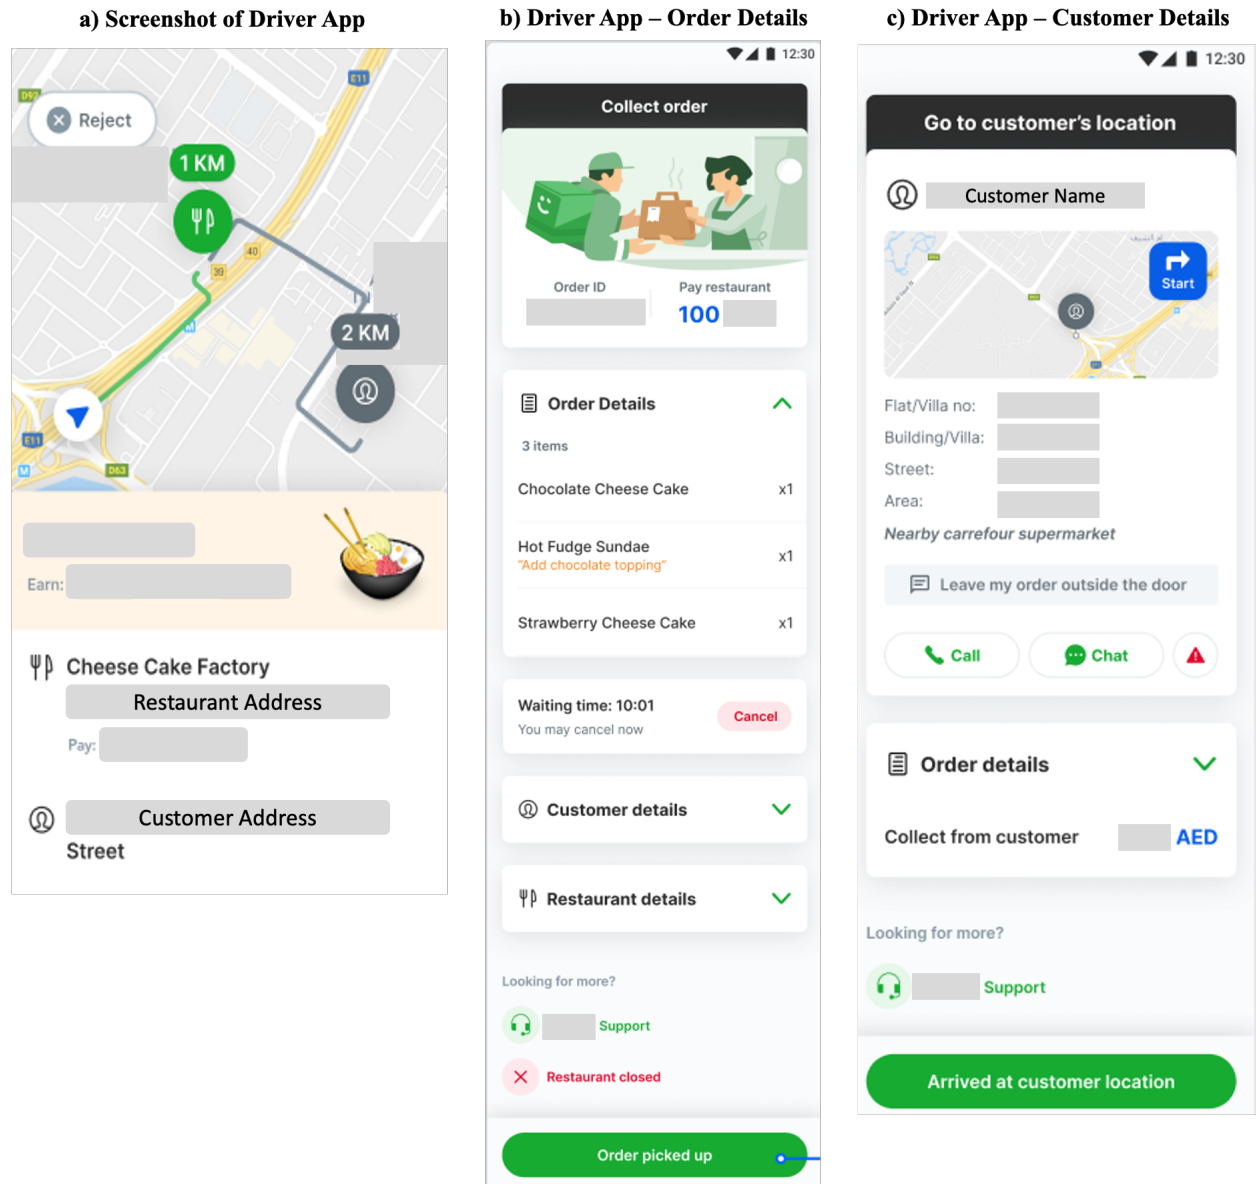 a) Screenshot of Driver App
E11
D92
Reject
1 KM
40
39
M
2 KM
E11
M
D63
Earn:
Cheese Cake Factory
Restaurant Address
Pay:
Customer Address
Street
b) Driver App – Order Details
12:30
Collect order
Order ID
Pay restaurant
100
Order Details
3 items
Chocolate Cheese Cake x1
Hot Fudge Sundae x1
"Add chocolate topping"
Strawberry Cheese Cake x1
Waiting time: 10:01
You may cancel now
Cancel
Customer details
Restaurant details
Looking for more?
Support
Restaurant closed
Order picked up
c) Driver App – Customer Details
12:30
Go to customer's location
Customer Name
Start
Flat/Villa no:
Building/Villa:
Street:
Area:
Nearby carrefour supermarket
Leave my order outside the door
Call
Chat
Order details
Collect from customer AED
Looking for more?
Support
Arrived at customer location